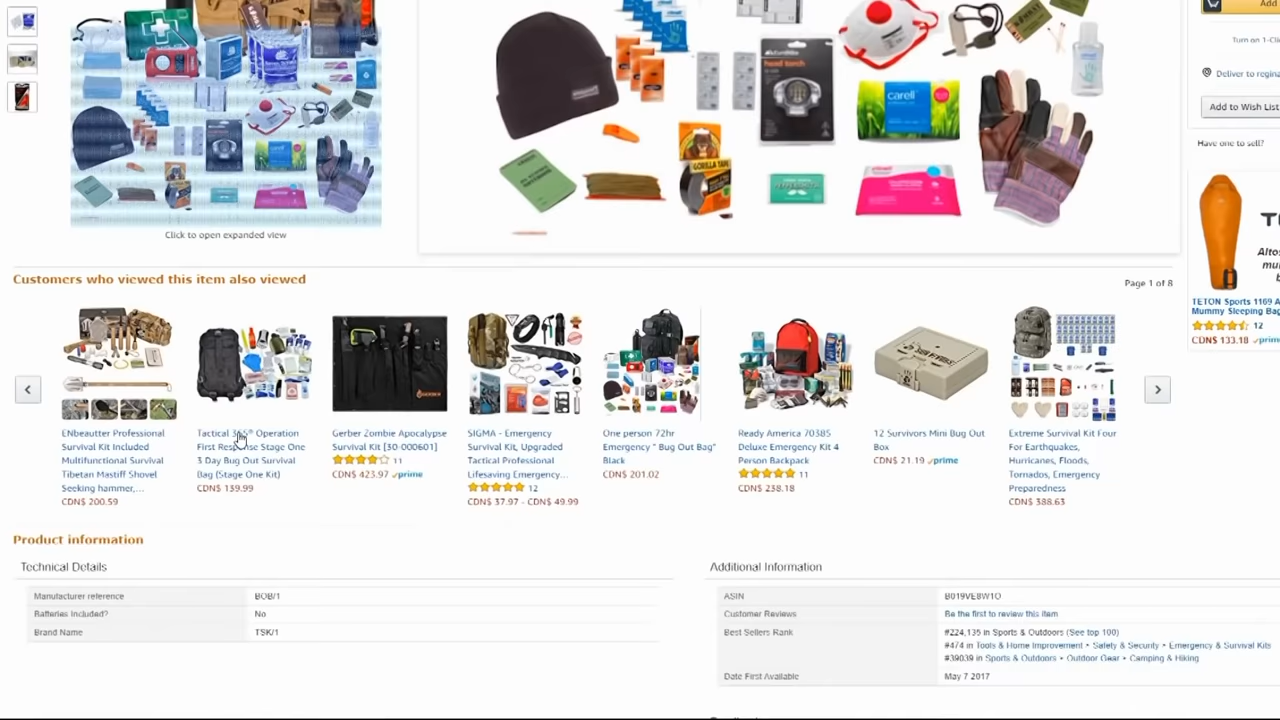 Add
Turn on 1-Cli
Deliver to regina
Add to Wish List
Have one to sell?
head torch
carell
GORILLA TAPE
Click to open expanded view
TETON Sports 1169 A
Mummy Sleeping Bag
12
CDN$ 133.18 prime
Customers who viewed this item also viewed
Page 1 of 8
ENbeautter Professional
Survival Kit Included
Multifunctional Survival
Tibetan Mastiff Shovel
Seeking hammer,...
CDN$ 200.59
Tactical 365® Operation
First Response Stage One
3 Day Bug Out Survival
Bag (Stage One Kit)
CDN$ 139.99
Gerber Zombie Apocalypse
Survival Kit [30-000601]
11
CDN$ 423.97 prime
SIGMA - Emergency
Survival Kit, Upgraded
Tactical Professional
Lifesaving Emergency...
12
CDN$ 37.97 - CDN$ 49.99
One person 72hr
Emergency " Bug Out Bag"
Black
CDN$ 201.02
Ready America 70385
Deluxe Emergency Kit 4
Person Backpack
11
CDN$ 238.18
12 Survivors Mini Bug Out
Box
CDN$ 21.19 prime
Extreme Survival Kit Four
For Earthquakes,
Hurricanes, Floods,
Tornados, Emergency
Preparedness
CDN$ 388.63
Product information
Technical Details
Manufacturer reference BOB/1
Batteries Included? No
Brand Name TSK/1
Additional Information
ASIN B019VE8W1O
Customer Reviews Be the first to review this item
Best Sellers Rank #224,135 in Sports & Outdoors (See top 100)
#474 in Tools & Home Improvement • Safety & Security • Emergency & Survival Kits
#39039 in Sports & Outdoors • Outdoor Gear • Camping & Hiking
Date First Available May 7 2017